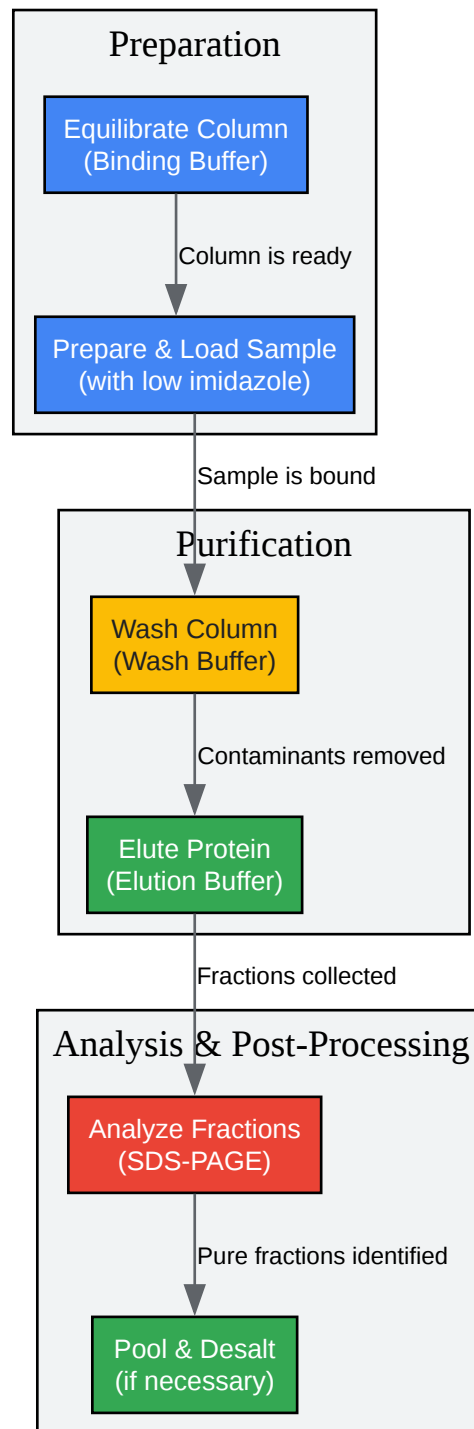 Preparation
Equilibrate Column
(Binding Buffer)
Column is ready
Prepare & Load Sample
(with low imidazole)
Sample is bound
Purification
Wash Column
(Wash Buffer)
Contaminants removed
Elute Protein
(Elution Buffer)
Fractions collected
Analysis & Post-Processing
Analyze Fractions
(SDS-PAGE)
Pure fractions identified
Pool & Desalt
(if necessary)